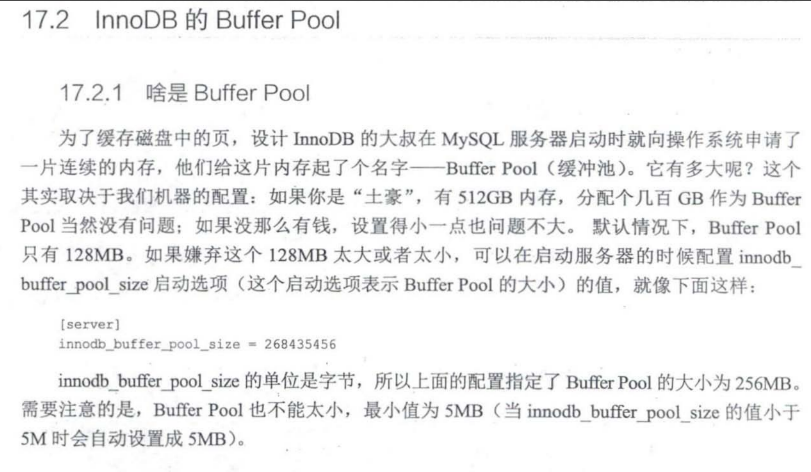 17.2 InnoDB 的 Buffer Pool
17.2.1 啥是 Buffer Pool
为了缓存磁盘中的页，设计 InnoDB 的大叔在 MySQL 服务器启动时就向操作系统申请了
一片连续的内存，他们给这片内存起了个名字——Buffer Pool（缓冲池）。它有多大呢？这个
其实取决于我们机器的配置：如果你是“土豪”，有 512GB 内存，分配个几百 GB 作为 Buffer
Pool 当然没有问题；如果没那么有钱，设置得小一点也问题不大。 默认情况下，Buffer Pool
只有 128MB。如果嫌弃这个 128MB 太大或者太小，可以在启动服务器的时候配置 innodb_
buffer_pool_size 启动选项（这个启动选项表示 Buffer Pool 的大小）的值，就像下面这样：
[server]
innodb_buffer_pool_size = 268435456
innodb_buffer_pool_size 的单位是字节，所以上面的配置指定了 Buffer Pool 的大小为 256MB。
需要注意的是，Buffer Pool 也不能太小，最小值为 5MB（当 innodb_buffer_pool_size 的值小于
5M 时会自动设置成 5MB）。